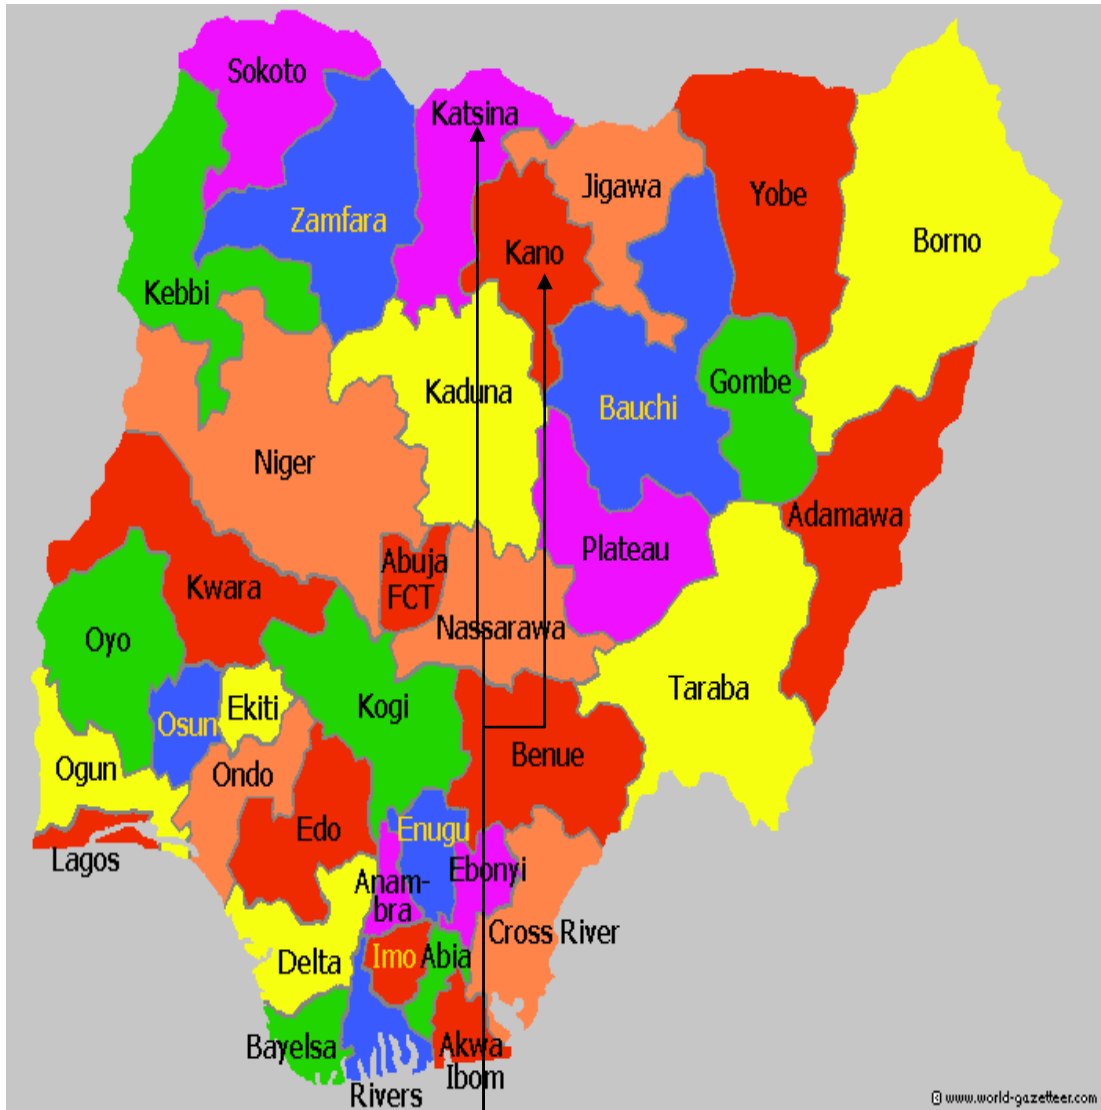 Sokoto
Katsina
Jigawa
Yobe
Zamfara
Borno
Kano
Kebbi
Gombe
Kaduna
Bauchi
Niger
Adamawa
Plateau
Abuja
FCT
Kwara
Nassarawa
Oyo
Taraba
Kogi
Ekiti
Osun
Benue
Ogun
Ondo
Edo
Enugu
Lagos
Ebonyi
Anam-
bra
Cross River
Imo
Abia
Delta
Bayelsa
Akwa
Ibom
Rivers
© www.world-gazetteer.com